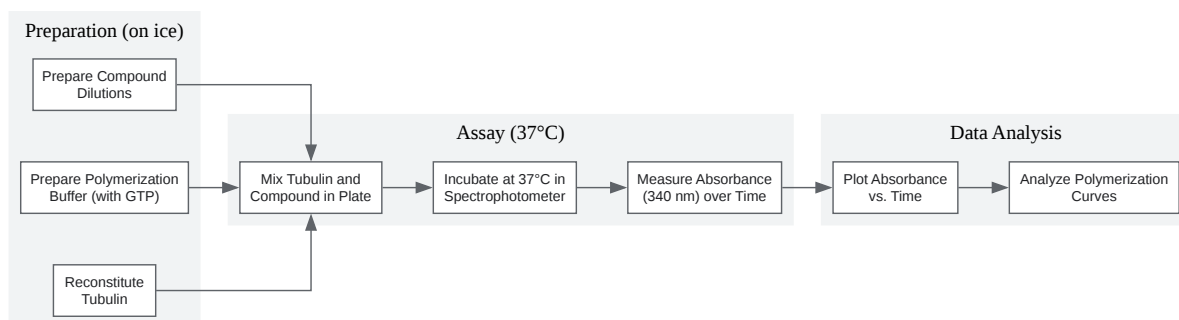 Preparation (on ice)
Prepare Compound
Dilutions
Prepare Polymerization
Buffer (with GTP)
Reconstitute
Tubulin
Assay (37°C)
Mix Tubulin and
Compound in Plate
Incubate at 37°C in
Spectrophotometer
Measure Absorbance
(340 nm) over Time
Data Analysis
Plot Absorbance
vs. Time
Analyze Polymerization
Curves